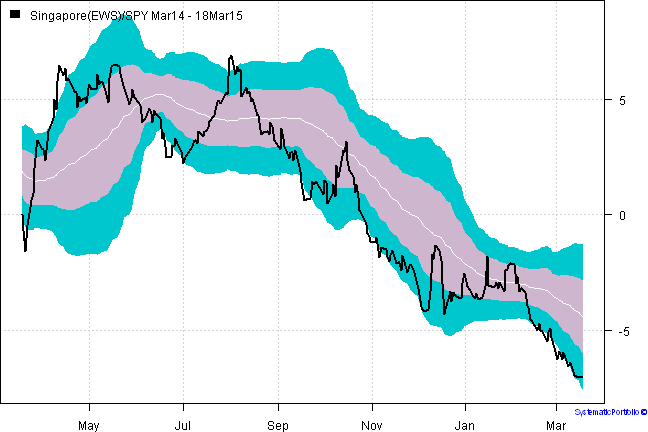 Singapore(EWS)/SPY Mar14 - 18Mar15
5
0
-5
May Jul Sep Nov Jan Mar
SystematicPortfolio ©